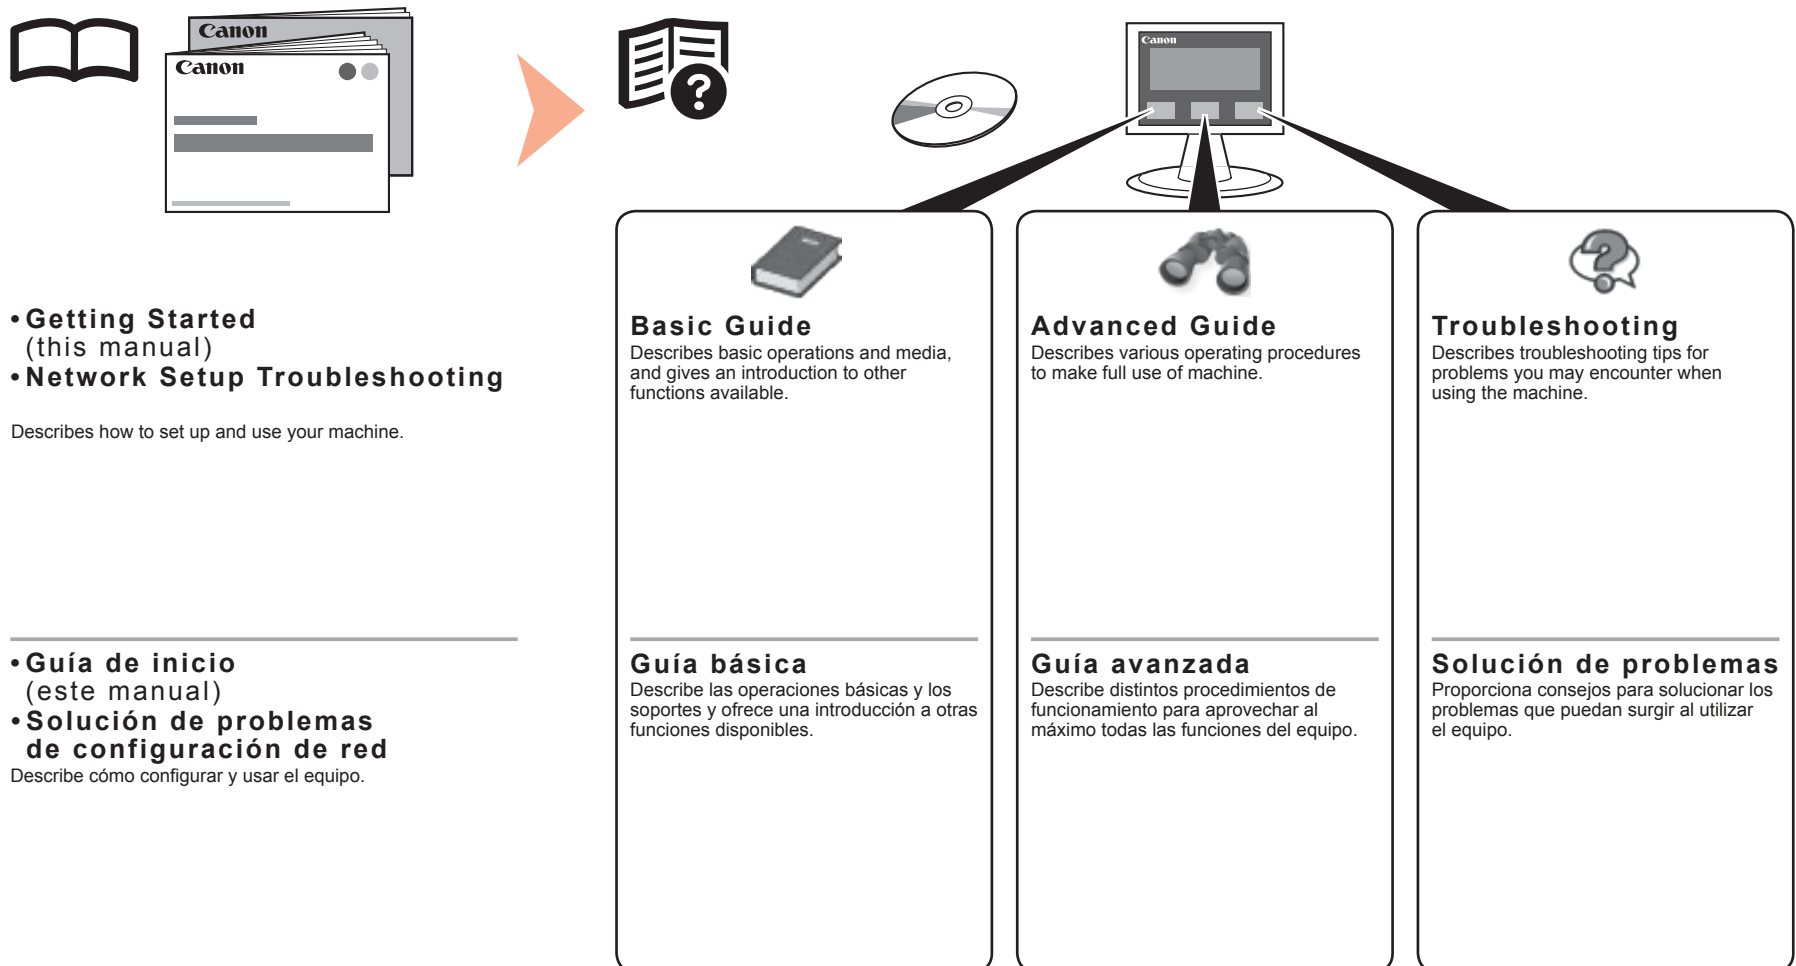 Canon
Canon
Canon
• Getting Started
(this manual)
• Network Setup Troubleshooting
Describes how to set up and use your machine.
Basic Guide
Describes basic operations and media,
and gives an introduction to other
functions available.
Advanced Guide
Describes various operating procedures
to make full use of machine.
Troubleshooting
Describes troubleshooting tips for
problems you may encounter when
using the machine.
• Guía de inicio
(este manual)
• Solución de problemas
de configuración de red
Describe cómo configurar y usar el equipo.
Guía básica
Describe las operaciones básicas y los
soportes y ofrece una introducción a otras
funciones disponibles.
Guía avanzada
Describe distintos procedimientos de
funcionamiento para aprovechar al
máximo todas las funciones del equipo.
Solución de problemas
Proporciona consejos para solucionar los
problemas que puedan surgir al utilizar
el equipo.